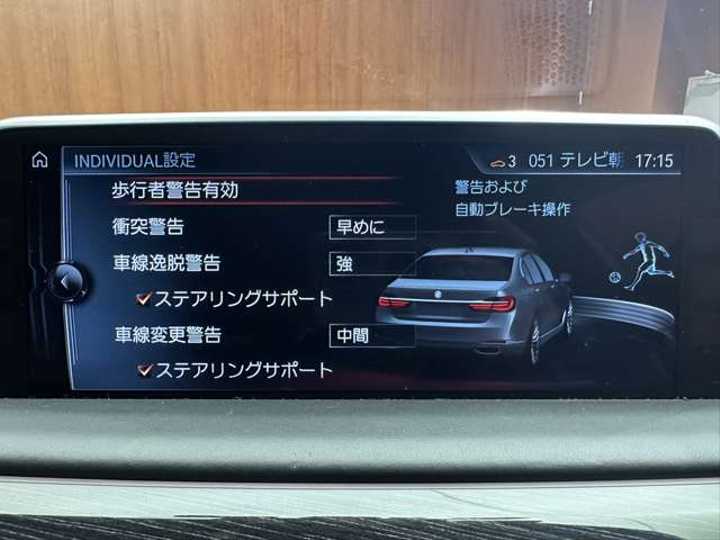 INDIVIDUAL設定 3 051 テレビ朝 17:15
歩行者警告有効
警告および
自動ブレーキ操作
衝突警告 早めに
車線逸脱警告 強
ステアリングサポート
車線変更警告 中間
ステアリングサポート